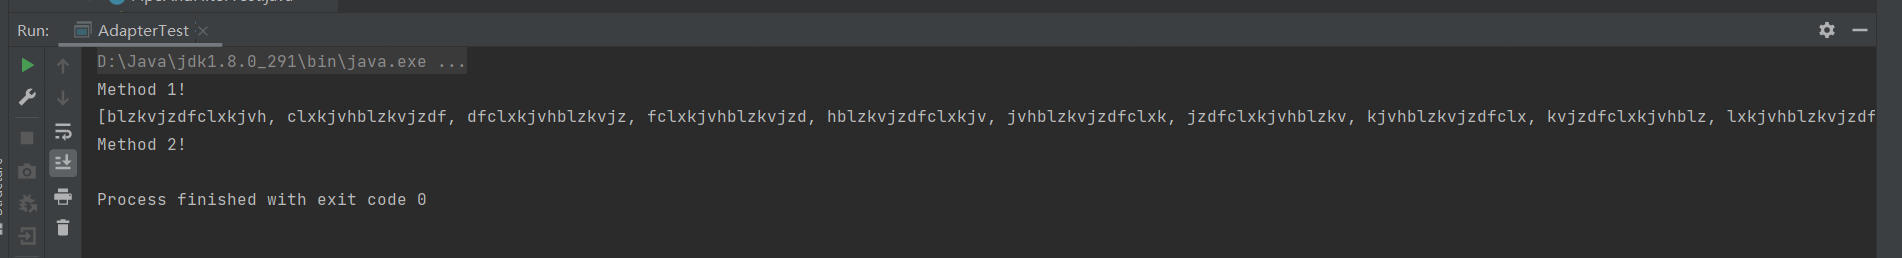 Run: AdapterTest
D:\Java\jdk1.8.0_291\bin\java.exe ...
Method 1!
[blzkvjzdfclxkjvh, clxkjvhblzkvjzdf, dfclxkjvhblzkvjz, fclxkjvhblzkvjzd, hblzkvjzdfclxkjv, jvhblzkvjzdfclxk, jzdfclxkjvhblzkv, kjvhblzkvjzdfclx, kvjzdfclxkjvhblz, lxkjvhblzkvjzdf
Method 2!
Process finished with exit code 0